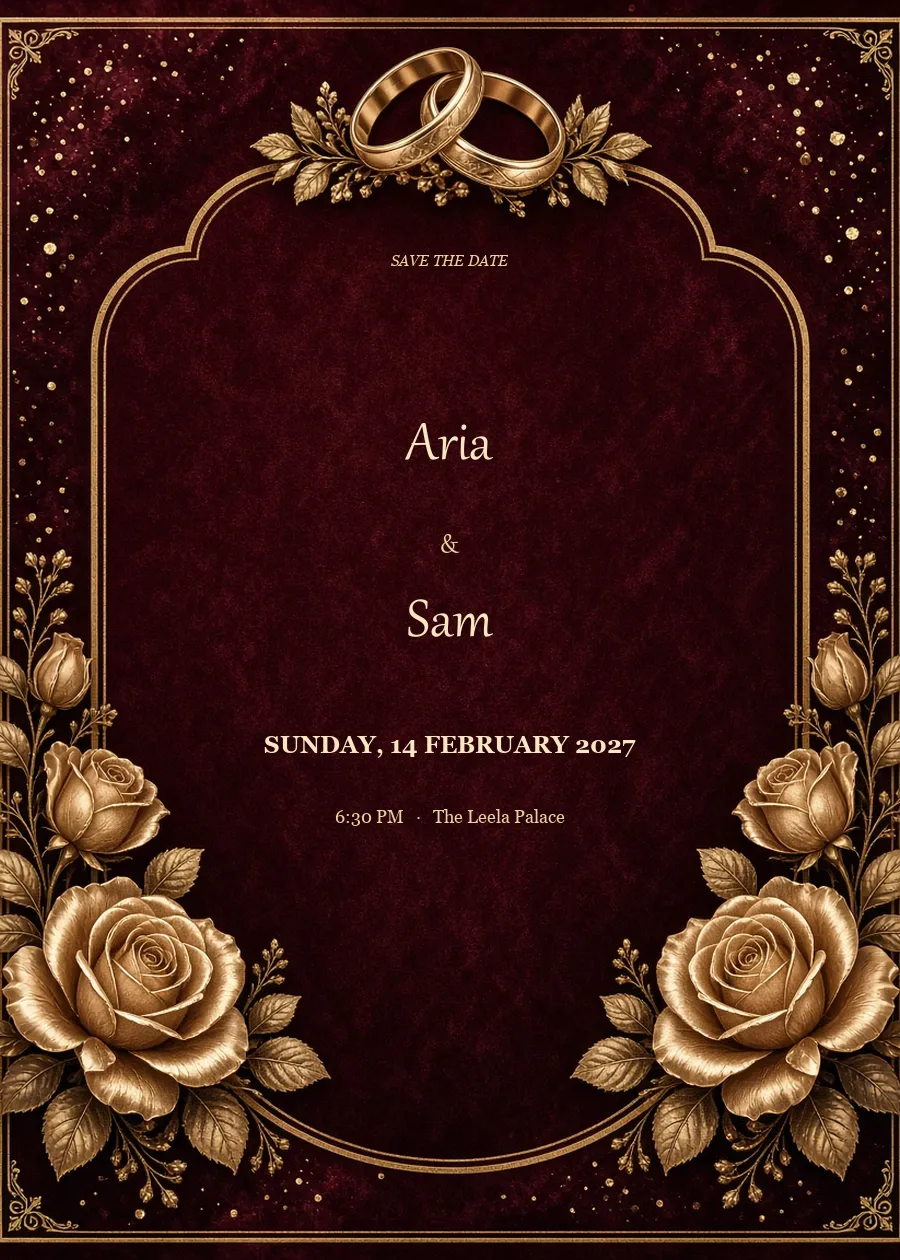 SAVE THE DATE
Aria
&
Sam
SUNDAY, 14 FEBRUARY 2027
6:30 PM · The Leela Palace